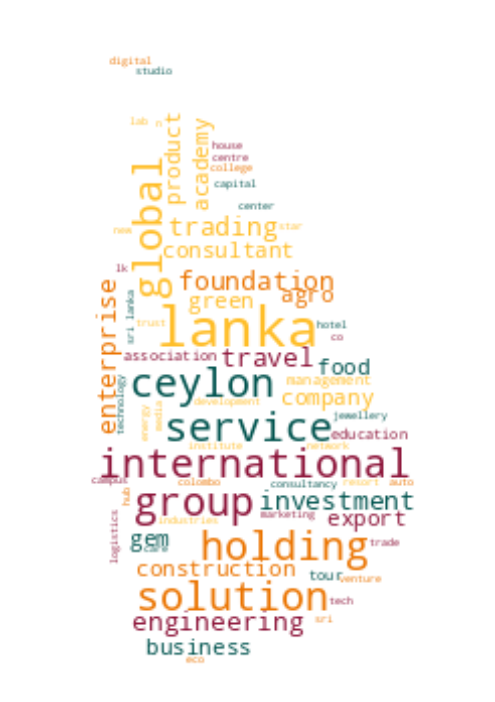 digital
studio
lab
n
product
academy
house
centre
college
capital
center
global
trading
star
new
consultant
lk
foundation
agro
green
enterprise
sri lanka
trust
lanka
hotel
co
association
travel
food
technology
ceylon
management
company
development
energy
media
service
jewellery
education
institute
network
international
campus
colombo
consultancy
resort
auto
hub
group
investment
marketing
export
industries
logistics
gem
care
holding
trade
construction
tour
venture
solution
tech
engineering
sri
business
eco